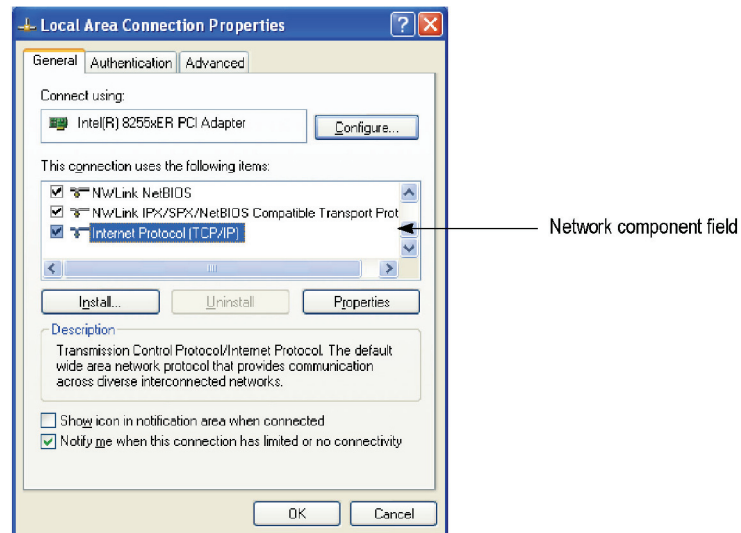 Local Area Connection Properties
General Authentication Advanced
Connect using:
Intel(R) 8255xER PCI Adapter
Configure...
This connection uses the following items:
NWLink NetBIOS
NWLink IPX/SPX/NetBIOS Compatible Transport Prot
Internet Protocol (TCP/IP)
Network component field
Install... Uninstall Properties
Description
Transmission Control Protocol/Internet Protocol. The default
wide area network protocol that provides communication
across diverse interconnected networks.
Show icon in notification area when connected
Notify me when this connection has limited or no connectivity
OK Cancel